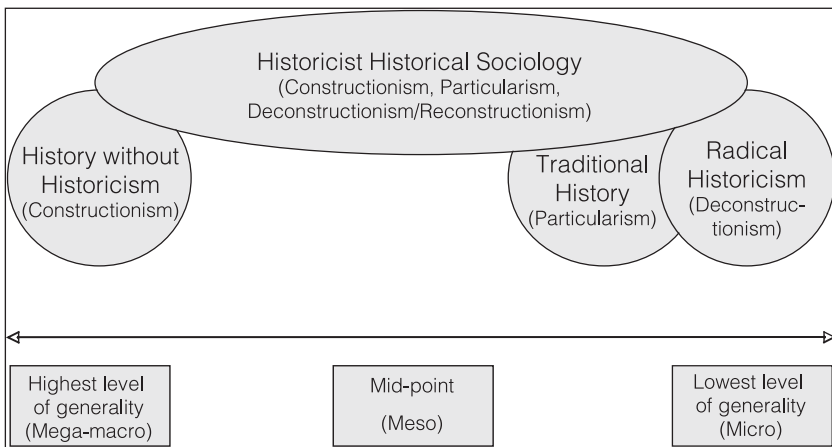 Historicist Historical Sociology
(Constructionism, Particularism,
Deconstructionism/Reconstructionism)
History without
Historicism
(Constructionism)
Traditional
History
(Particularism)
Radical
Historicism
(Deconstruc-
tionism)
Highest level
of generality
(Mega-macro)
Mid-point
(Meso)
Lowest level
of generality
(Micro)